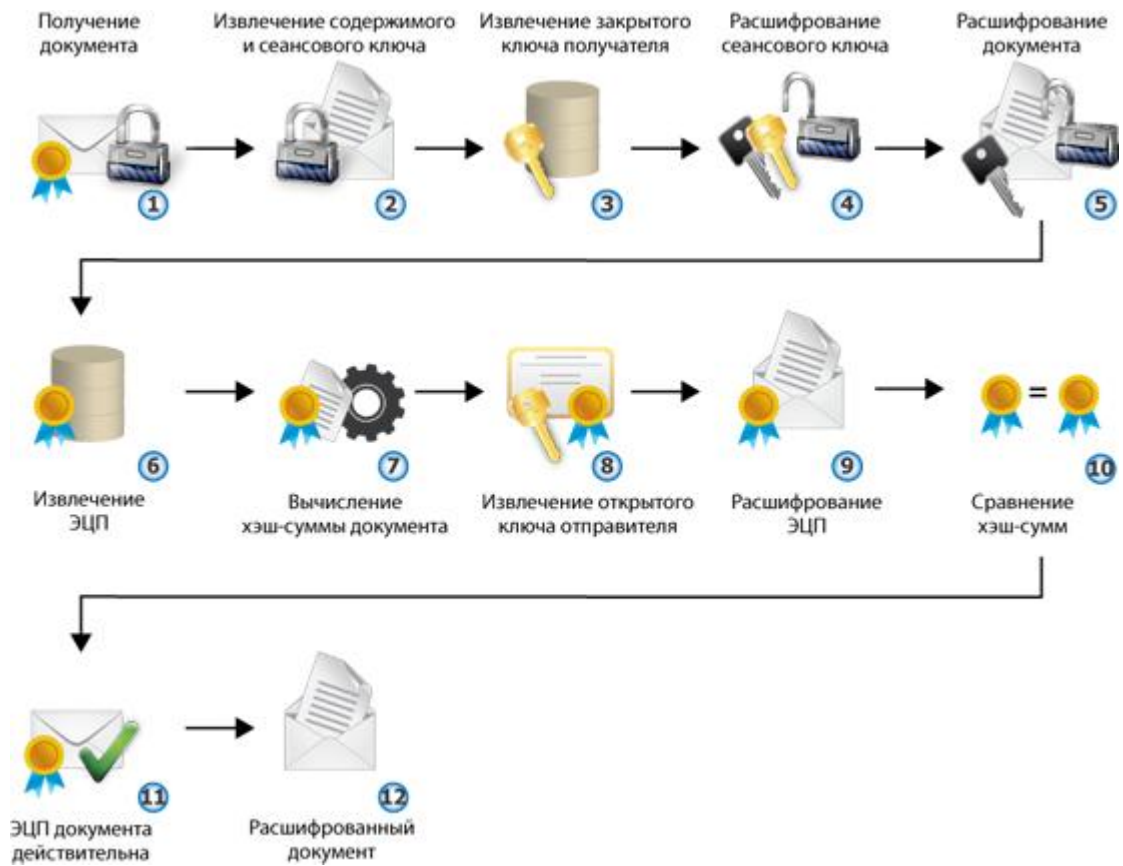 Получение
документа
Извлечение содержимого
и сеансового ключа
Извлечение закрытого
ключа получателя
Расшифрование
сеансового ключа
Расшифрование
документа
1
2
3
4
5
6
7
8
9
=
10
Извлечение
ЭЦП
Вычисление
хэш-суммы документа
Извлечение открытого
ключа отправителя
Расшифрование
ЭЦП
Сравнение
хэш-сумм
11
12
ЭЦП документа
действительна
Расшифрованный
документ